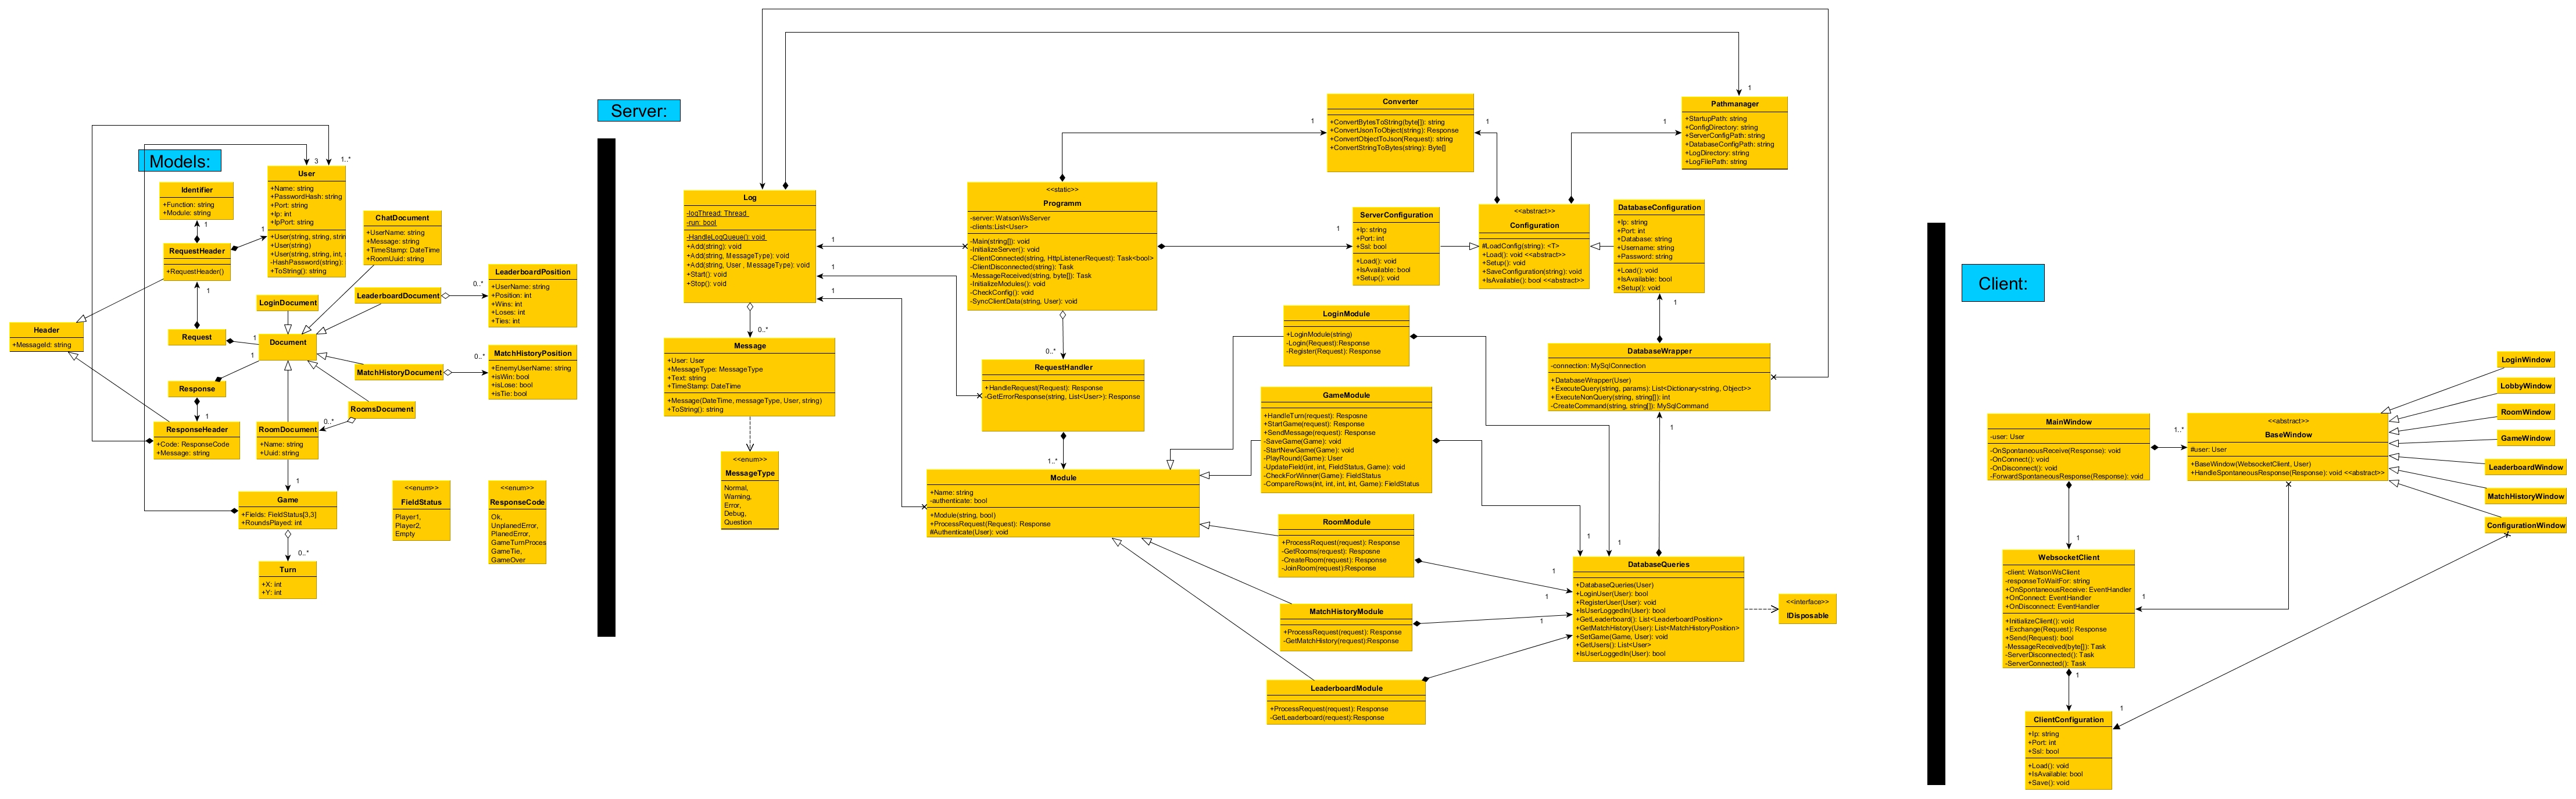 Models:
Identifier
+Function: string
+Module: string
1
RequestHeader
+RequestHeader()
1
1
Request
Header
+MessageId: string
User
+Name: string
+PasswordHash: string
+Port: string
+Ip: int
+IpPort: string
+User(string, string, strin
+User(string)
+User(string, string, int,
-HashPassword(string):
+ToString(): string
3
1..*
ChatDocument
+UserName: string
+Message: string
+TimeStamp: DateTime
+RoomUuid: string
LoginDocument
LeaderboardDocument
0..*
LeaderboardPosition
+UserName: string
+Position: int
+Wins: int
+Loses: int
+Ties: int
Document
1
1
MatchHistoryDocument
0..*
MatchHistoryPosition
+EnemyUserName: string
+isWin: bool
+isLose: bool
+isTie: bool
Response
1
RoomsDocument
0..*
ResponseHeader
+Code: ResponseCode
+Message: string
RoomDocument
+Name: string
+Uuid: string
1
Game
+Fields: FieldStatus[3,3]
+RoundsPlayed: int
0..*
Turn
+X: int
+Y: int
<<enum>>
FieldStatus
Player1,
Player2,
Empty
<<enum>>
ResponseCode
Ok,
UnplanedError,
PlanedError,
GameTurnProces
GameTie,
GameOver
Server:
Log
-logThread: Thread
-run: bool
-HandleLogQueue(): void
+Add(string): void
+Add(string, MessageType): void
+Add(string, User , MessageType): void
+Start(): void
+Stop(): void
1
1
1
0..*
Message
+User: User
+MessageType: MessageType
+Text: string
+TimeStamp: DateTime
+Message(DateTime, messageType, User, string)
+ToString(): string
<<enum>>
MessageType
Normal,
Warning,
Error,
Debug,
Question
<<static>>
Programm
-server: WatsonWsServer
-clients:List<User>
-Main(string[]): void
-InitializeServer(): void
-ClientConnected(string, HttpListenerRequest): Task<bool>
-ClientDisconnected(string): Task
-MessageReceived(string, byte[]): Task
-InitializeModules(): void
-CheckConfig(): void
-SyncClientData(string, User): void
0..*
RequestHandler
+HandleRequest(Request): Response
-GetErrorResponse(string, List<User>): Response
1..*
Module
+Name: string
-authenticate: bool
+Module(string, bool)
+ProcessRequest(Request): Response
#Authenticate(User): void
1
Converter
+ConvertBytesToString(byte[]): string
+ConvertJsonToObject(string): Response
+ConvertObjectToJson(Request): string
+ConvertStringToBytes(string): Byte[]
1
1
ServerConfiguration
+Ip: string
+Port: int
+Ssl: bool
+Load(): void
+IsAvailable: bool
+Setup(): void
1
<<abstract>>
Configuration
#LoadConfig(string): <T>
+Load(): void <<abstract>>
+Setup(): void
+SaveConfiguration(string): void
+IsAvailable(): bool <<abstract>>
Pathmanager
+StartupPath: string
+ConfigDirectory: string
+ServerConfigPath: string
+DatabaseConfigPath: string
+LogDirectory: string
+LogFilePath: string
1
1
DatabaseConfiguration
+Ip: string
+Port: int
+Database: string
+Username: string
+Password: string
+Load(): void
+IsAvailable: bool
+Setup(): void
1
DatabaseWrapper
-connection: MySqlConnection
+DatabaseWrapper(User)
+ExecuteQuery(string, params): List<Dictionary<string, Object>>
+ExecuteNonQuery(string, string[]): int
-CreateCommand(string, string[]): MySqlCommand
1
LoginModule
+LoginModule(string)
-Login(Request):Response
-Register(Request): Response
GameModule
+HandleTurn(request): Resposne
+StartGame(request): Response
+SendMessage(request): Response
-SaveGame(Game): void
-StartNewGame(Game): void
-PlayRound(Game): User
-UpdateField(int, int, FieldStatus, Game): void
-CheckForWinner(Game): FieldStatus
-CompareRows(int, int, int, int, Game): FieldStatus
RoomModule
+ProcessRequest(request): Response
-GetRooms(request): Resposne
-CreateRoom(request): Response
-JoinRoom(request):Response
MatchHistoryModule
+ProcessRequest(request): Response
-GetMatchHistory(request):Response
LeaderboardModule
+ProcessRequest(request): Response
-GetLeaderboard(request):Response
1
1
1
1
1
DatabaseQueries
+DatabaseQueries(User)
+LoginUser(User): bool
+RegisterUser(User): void
+IsUserLoggedIn(User): bool
+GetLeaderboard(): List<LeaderboardPosition>
+GetMatchHistory(User): List<MatchHistoryPosition>
+SetGame(Game, User): void
+GetUsers(): List<User>
+IsUserLoggedIn(User): bool
<<interface>>
IDisposable
Client:
MainWindow
-user: User
-OnSpontaneousReceive(Response): void
-OnConnect(): void
-OnDisconnect(): void
-ForwardSpontaneousResponse(Response): void
1..*
<<abstract>>
BaseWindow
#user: User
+BaseWindow(WebsocketClient, User)
+HandleSpontaneousResponse(Response): void <<abstract>>
LoginWindow
LobbyWindow
RoomWindow
GameWindow
LeaderboardWindow
MatchHistoryWindow
ConfigurationWindow
1
WebsocketClient
-client: WatsonWsClient
-responseToWaitFor: string
+OnSpontaneousReceive: EventHandler
+OnConnect: EventHandler
+OnDisconnect: EventHandler
+InitializeClient(): void
+Exchange(Request): Response
+Send(Request): bool
-MessageReceived(byte[]): Task
-ServerDisconnected(): Task
-ServerConnected(): Task
1
1
1
ClientConfiguration
+Ip: string
+Port: int
+Ssl: bool
+Load(): void
+IsAvailable: bool
+Save(): void